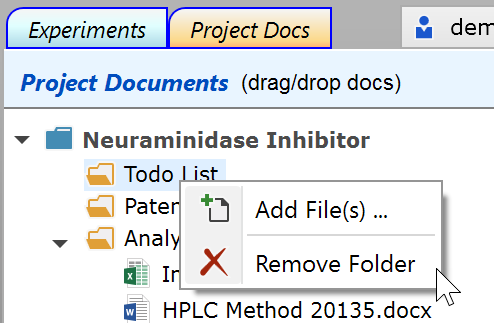 Experiments
Project Docs
dem
Project Documents (drag/drop docs)
Neuraminidase Inhibitor
Todo List
Paten
Add File(s) ...
Analy
In
Remove Folder
HPLC Method 20135.docx